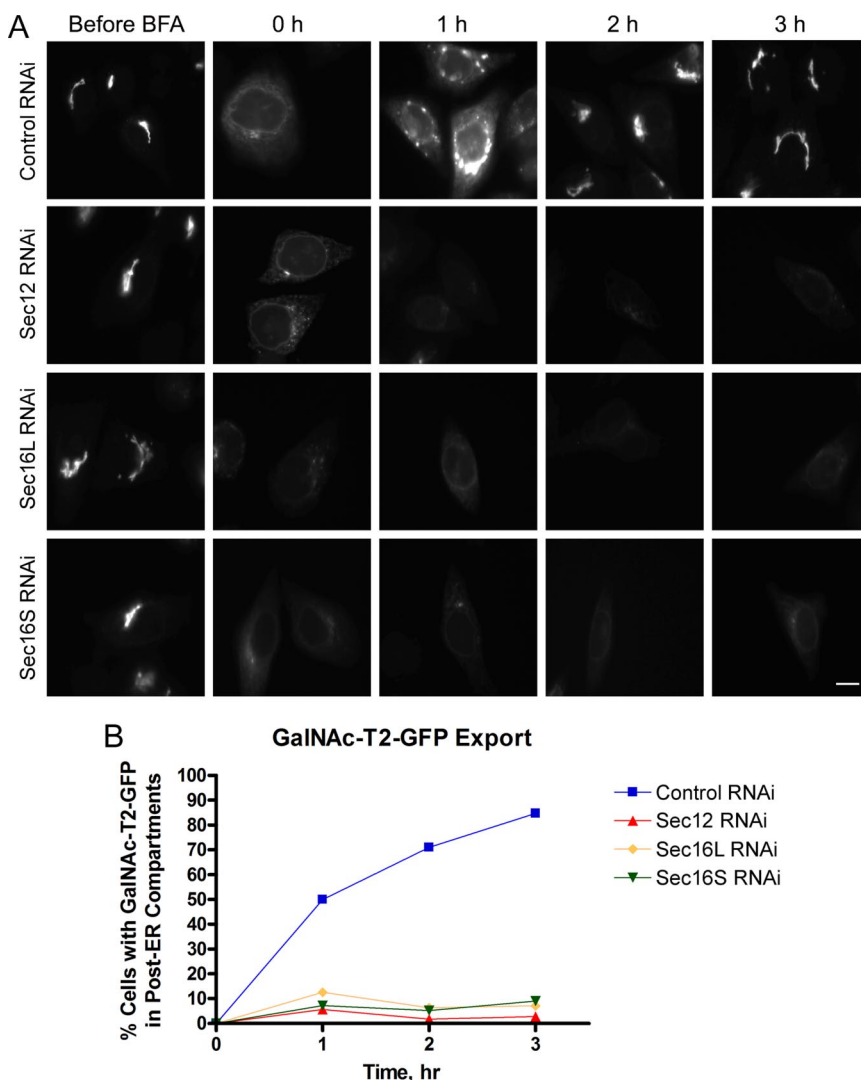 A
Before BFA
0 h
1 h
2 h
3 h
Control RNAi
Sec12 RNAi
Sec16L RNAi
Sec16S RNAi
B
GalNAc-T2-GFP Export
% Cells with GalNAc-T2-GFP
in Post-ER Compartments
100
90
80
70
60
50
40
30
20
10
0
0
1
2
3
Time, hr
Control RNAi
Sec12 RNAi
Sec16L RNAi
Sec16S RNAi